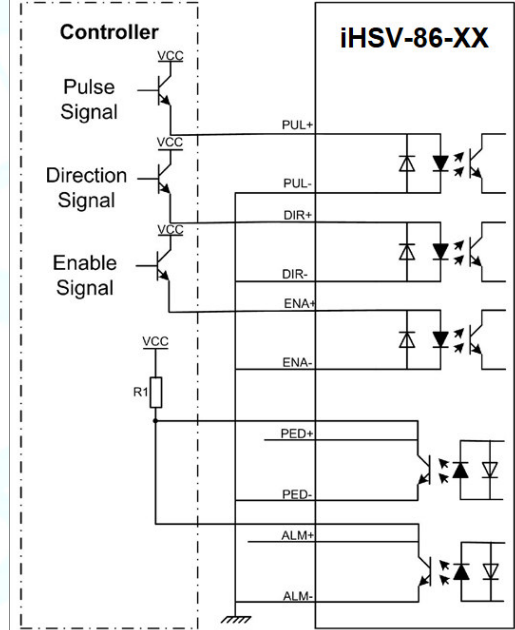 Controller
iHSV-86-XX
VCC
Pulse
Signal
PUL+
VCC
Direction
Signal
PUL-
DIR+
VCC
Enable
Signal
DIR-
ENA+
VCC
ENA-
R1
PED+
PED-
ALM+
ALM-